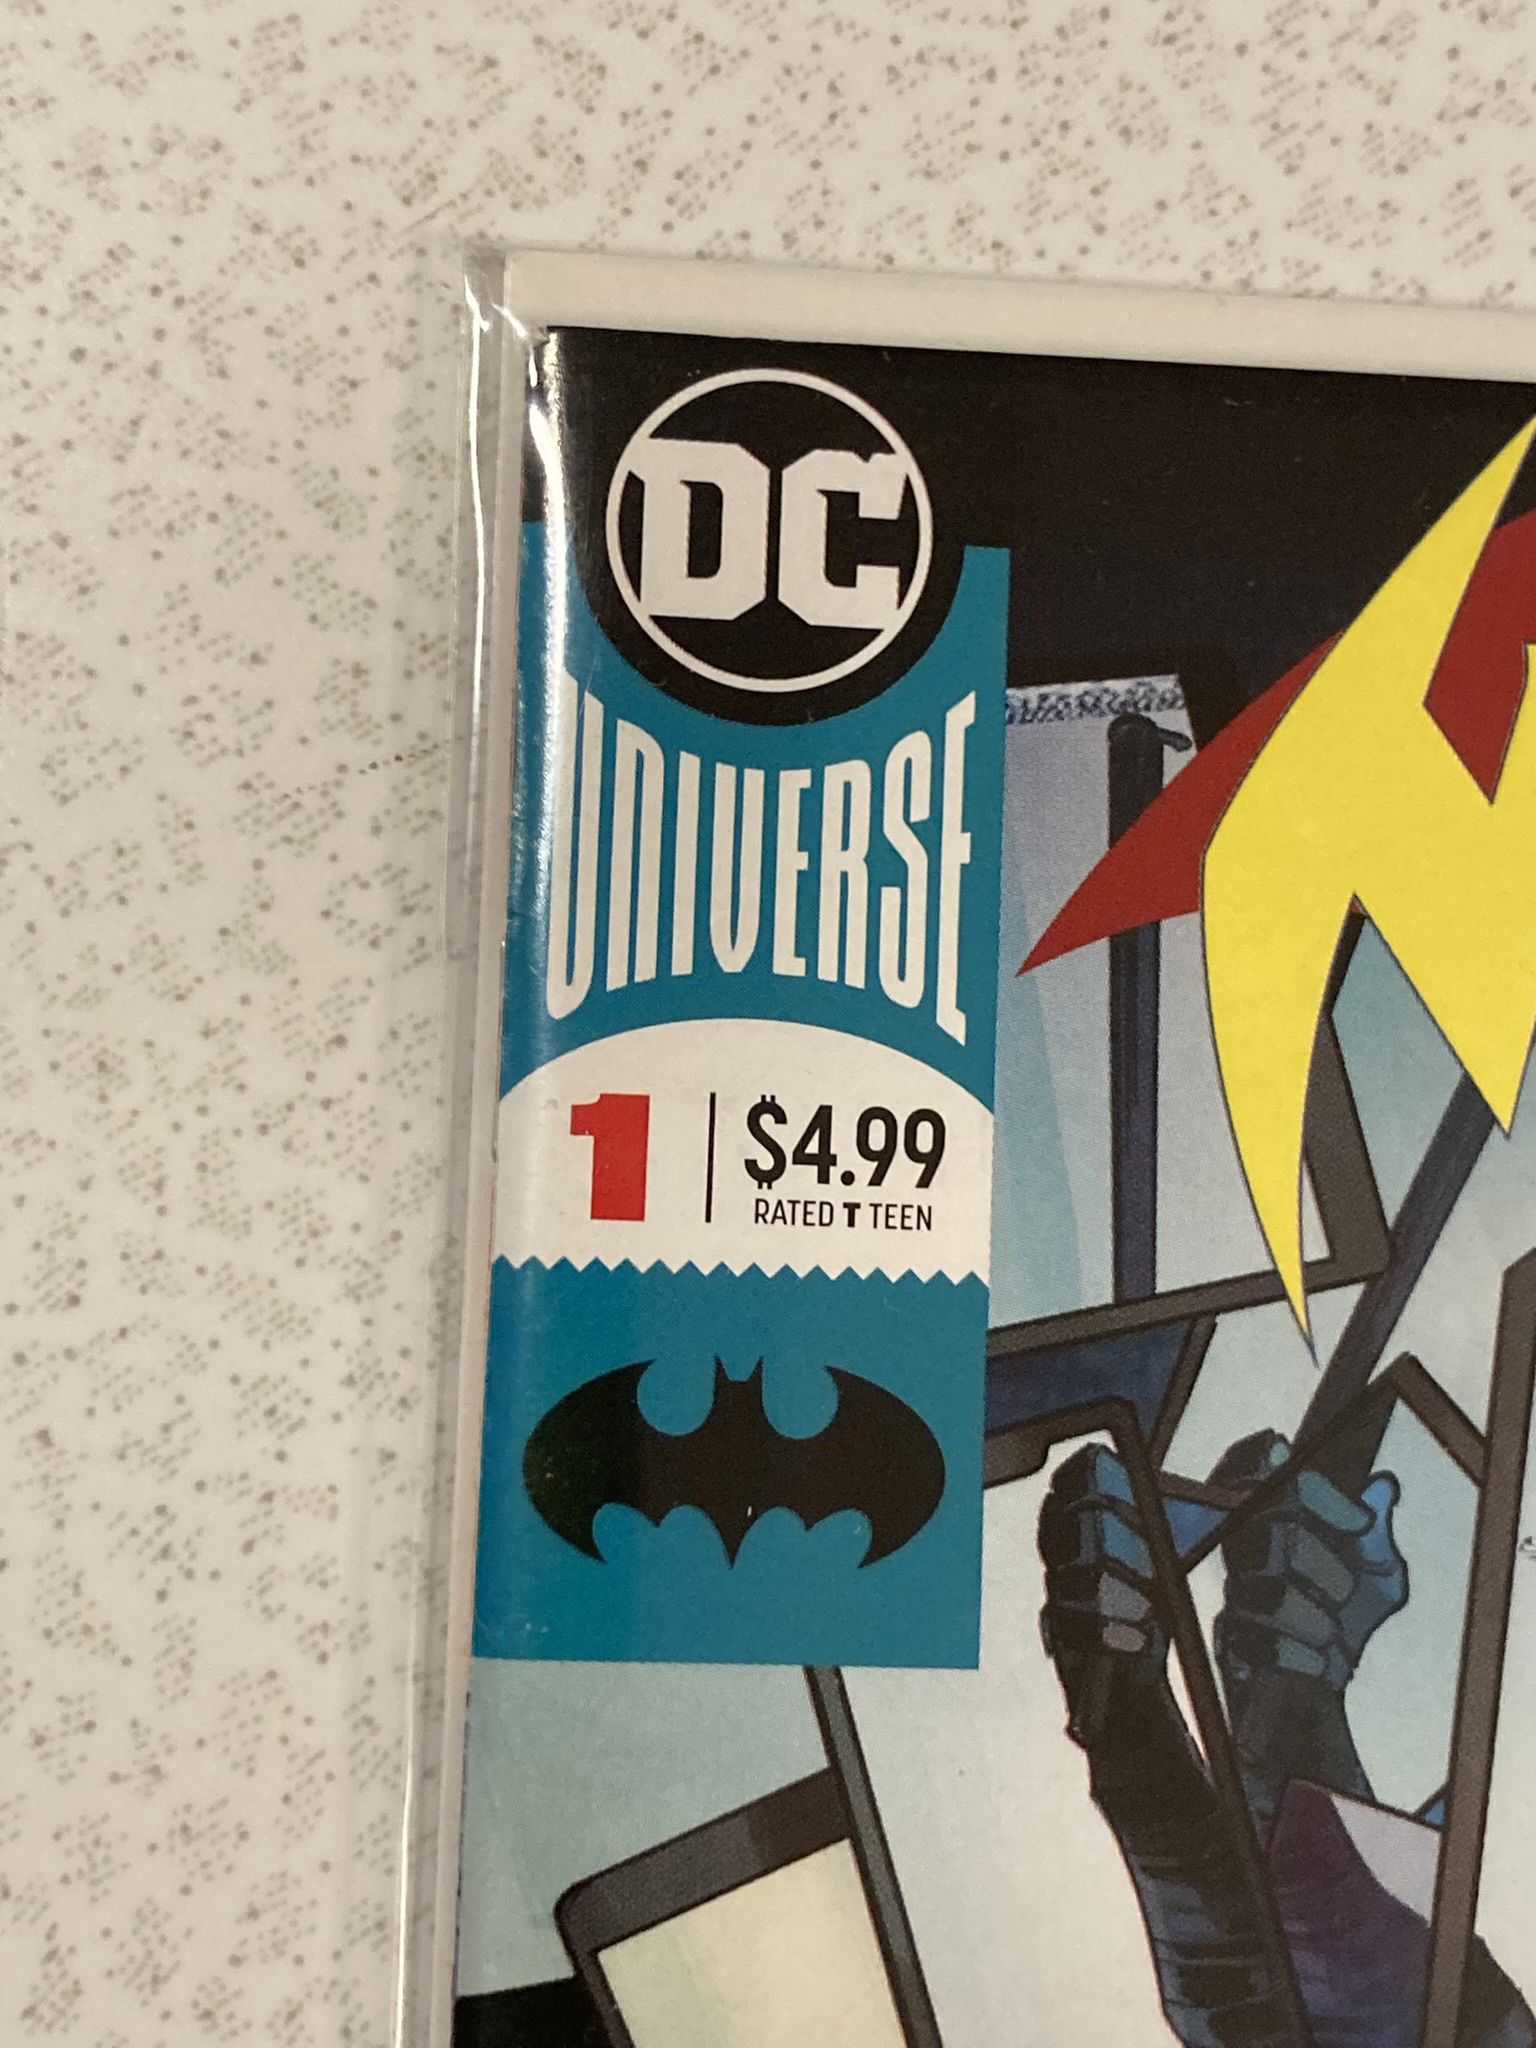 DC
UNIVERSE
1 $4.99
RATED T TEEN